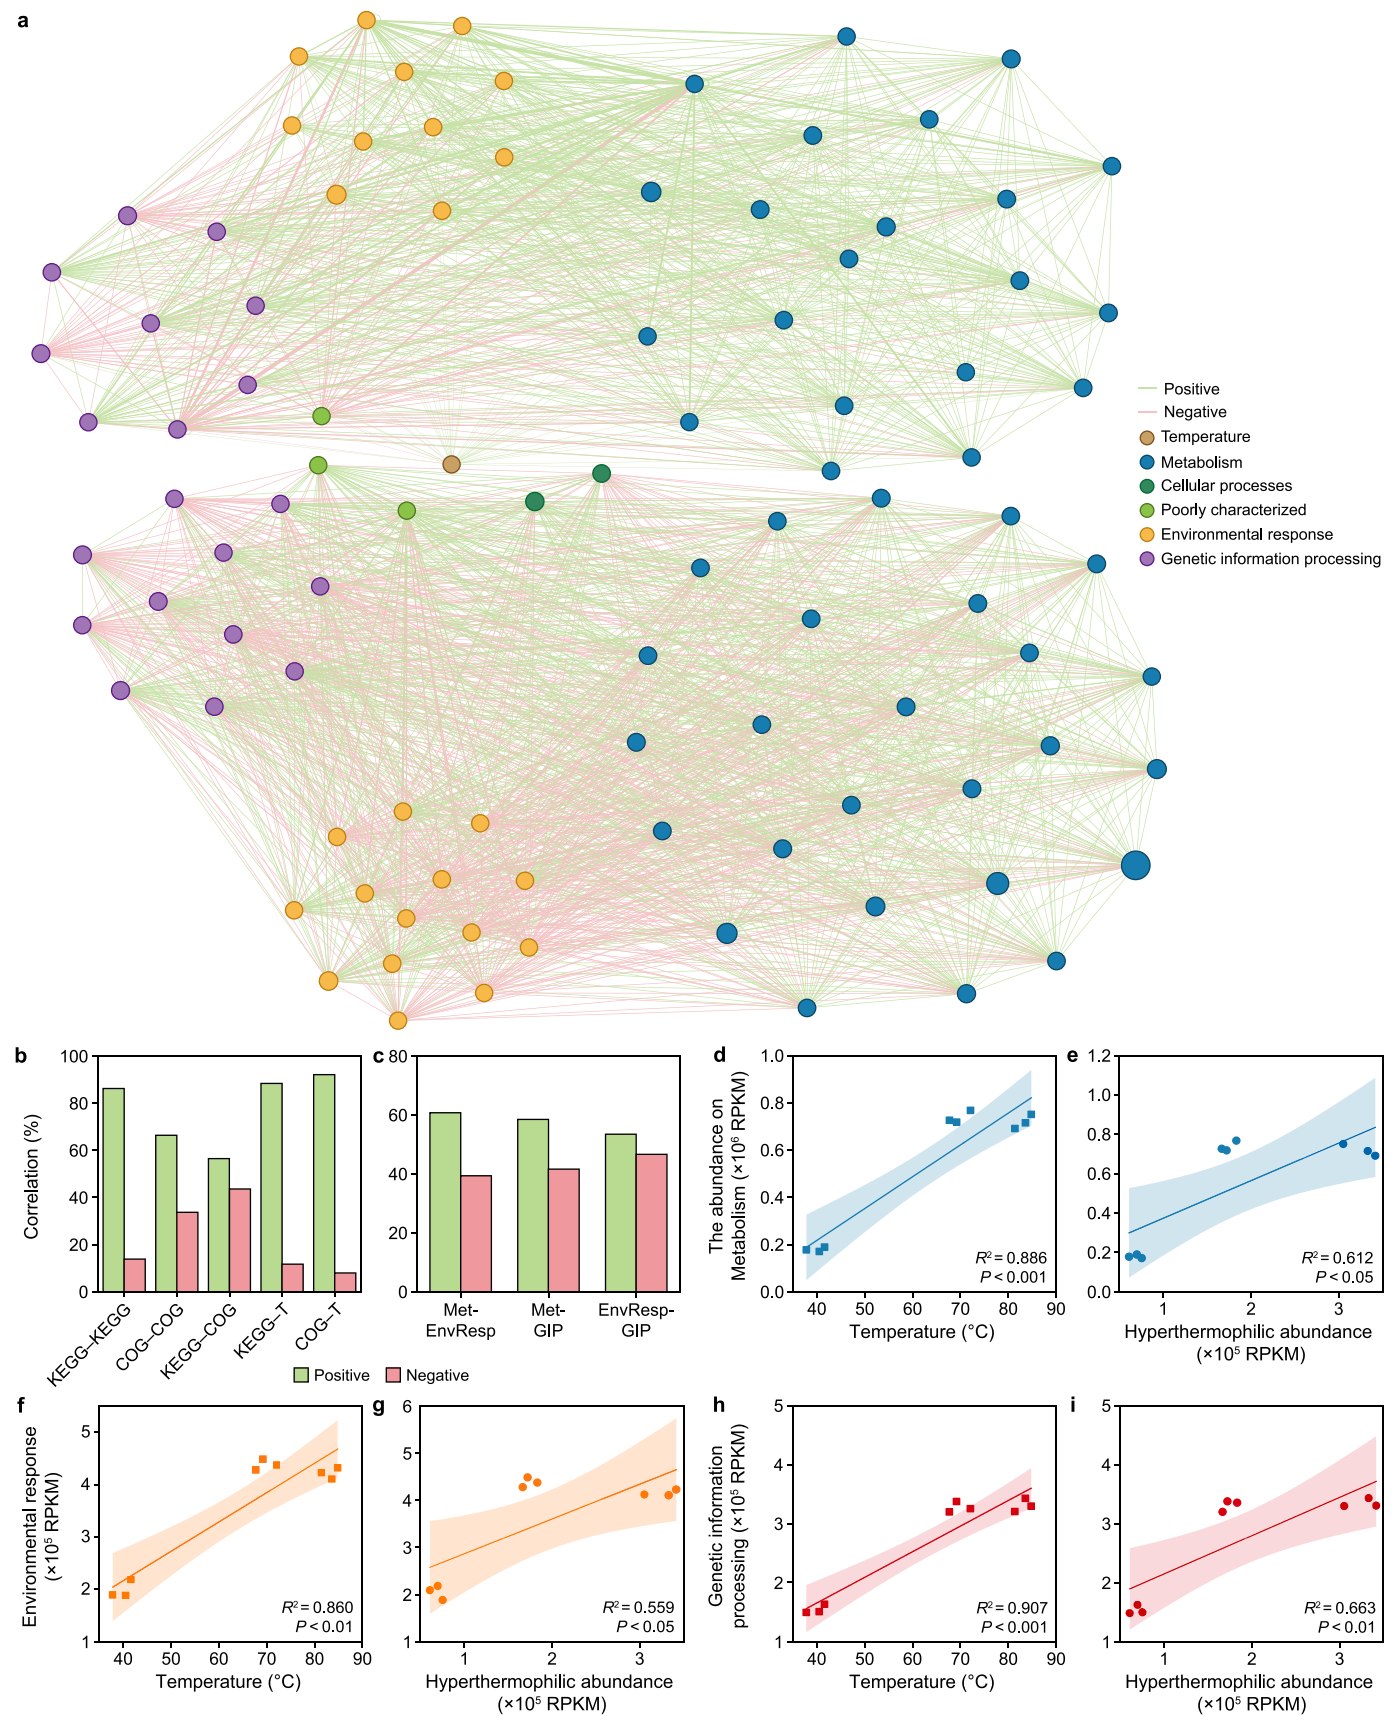 a
Positive
Negative
Temperature
Metabolism
Cellular processes
Poorly characterized
Environmental response
Genetic information processing
b
Correlation (%)
100
80
60
40
20
0
KEGG–KEGG
COG–COG
KEGG–COG
KEGG–T
COG–T
c
80
60
40
20
0
Met-
EnvResp
Met-
GIP
EnvResp-
GIP
Positive
Negative
d
The abundance on
Metabolism (×10⁶ RPKM)
1.0
0.8
0.6
0.4
0.2
0.0
R² = 0.886
P < 0.001
40 50 60 70 80 90
Temperature (°C)
e
1.2
1.0
0.8
0.6
0.4
0.2
0.0
R² = 0.612
P < 0.05
1 2 3
Hyperthermophilic abundance
(×10⁵ RPKM)
f
Environmental response
(×10⁵ RPKM)
5
4
3
2
1
×
R² = 0.860
P < 0.01
40 50 60 70 80 90
Temperature (°C)
g
6
5
4
3
2
1
R² = 0.559
P < 0.05
1 2 3
Hyperthermophilic abundance
(×10⁵ RPKM)
h
Genetic information
processing (×10⁵ RPKM)
5
4
3
2
1
R² = 0.907
P < 0.001
40 50 60 70 80 90
Temperature (°C)
i
5
4
3
2
1
R² = 0.663
P < 0.01
1 2 3
Hyperthermophilic abundance
(×10⁵ RPKM)